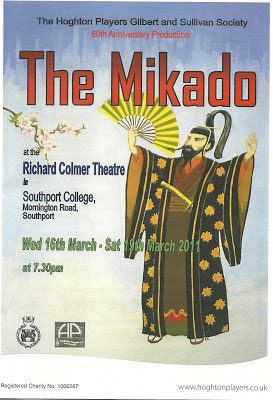 The Hoghton Players Gilbert and Sullivan Society
60th Anniversary Production
The Mikado
at the
Richard Colmer Theatre
in
Southport College,
Mornington Road,
Southport
Wed 16th March - Sat 19th March 2011
at 7.30pm
Registered Charity No. 1006287
www.hoghtonplayers.co.uk